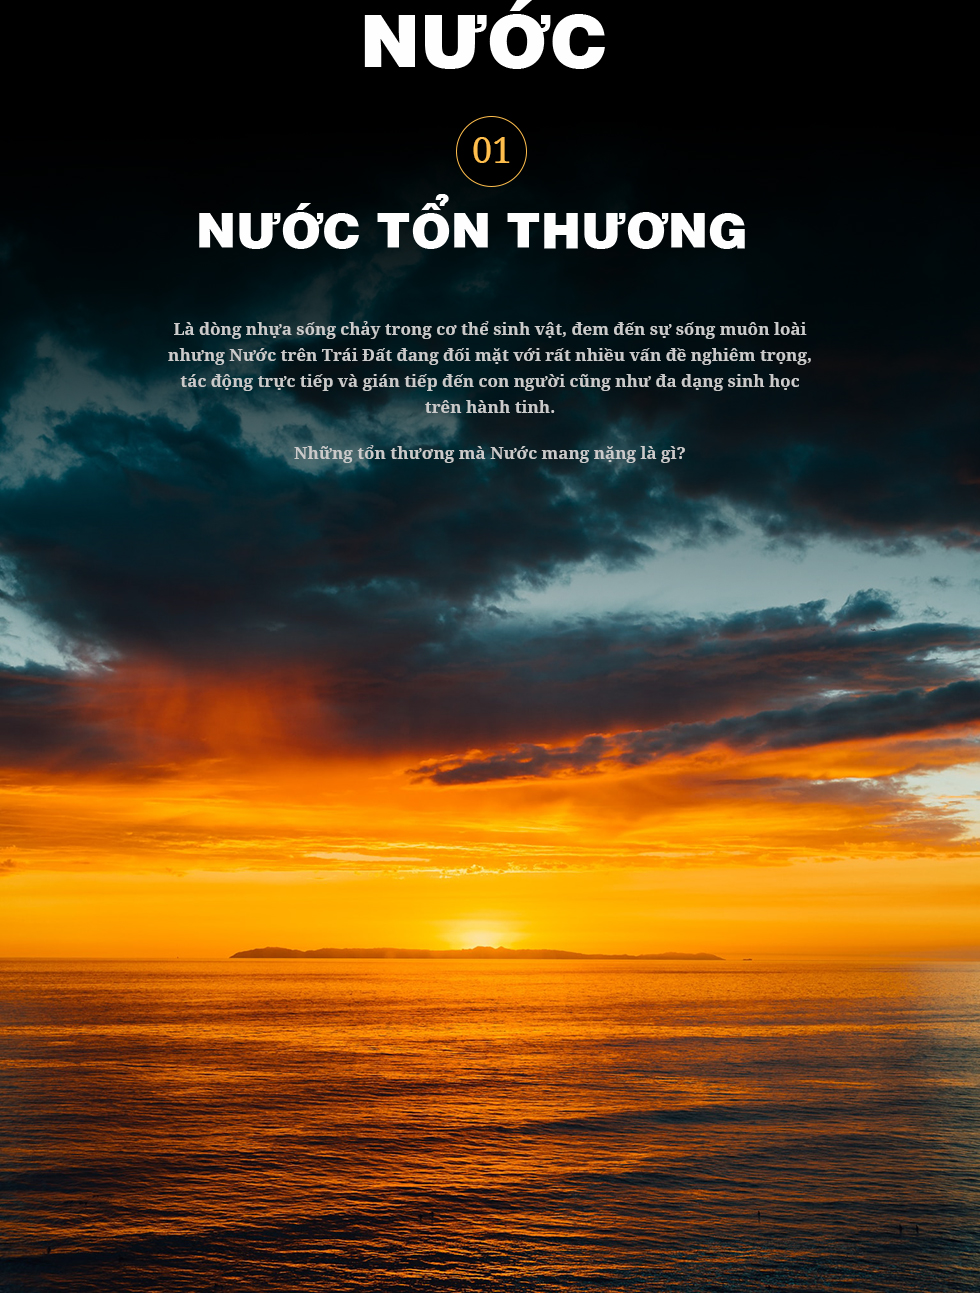 NƯỚC
01
NƯỚC TỔN THƯƠNG
Là dòng nhựa sống chảy trong cơ thể sinh vật, đem đến sự sống muôn loài
nhưng Nước trên Trái Đất đang đối mặt với rất nhiều vấn đề nghiêm trọng,
tác động trực tiếp và gián tiếp đến con người cũng như đa dạng sinh học
trên hành tinh.
Những tổn thương mà Nước mang nặng là gì?